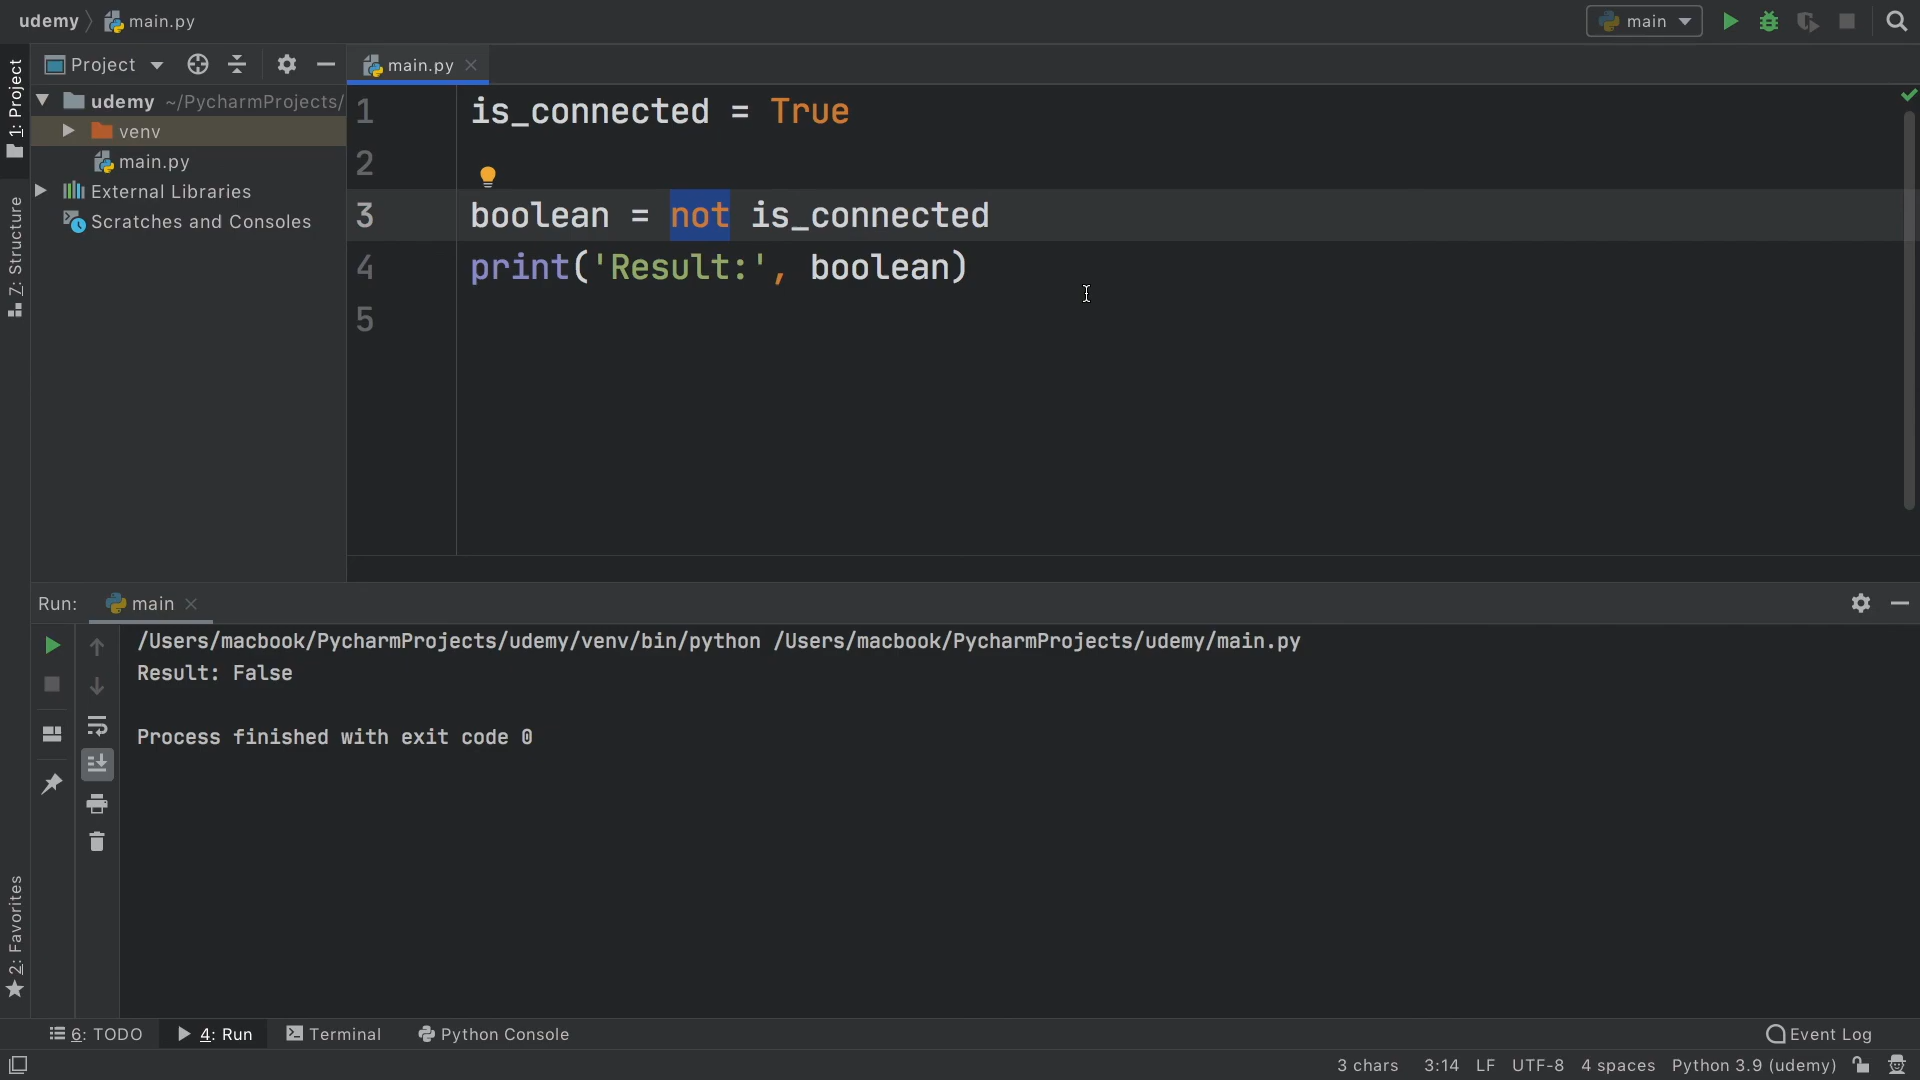 udemy main.py
main
Project
main.py
1: Project
udemy ~/PycharmProjects/
venv
main.py
External Libraries
Scratches and Consoles
Z: Structure
1 is_connected = True
2
3 boolean = not is_connected
4 print('Result:', boolean)
5
Run: main
/Users/macbook/PycharmProjects/udemy/venv/bin/python /Users/macbook/PycharmProjects/udemy/main.py
Result: False
Process finished with exit code 0
2: Favorites
6: TODO 4: Run Terminal Python Console Event Log
3 chars 3:14 LF UTF-8 4 spaces Python 3.9 (udemy)